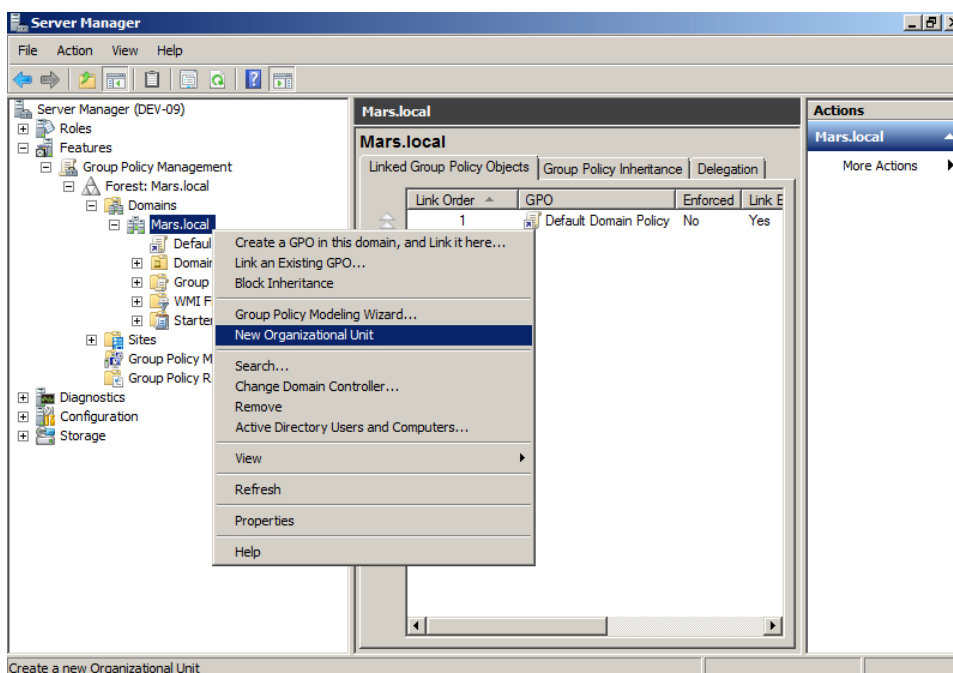 Server Manager
File Action View Help
Server Manager (DEV-09)
Roles
Features
Group Policy Management
Forest: Mars.local
Domains
Mars.local
Defaul
Domain
Group
WMI F
Starter
Sites
Group Policy M
Group Policy R
Diagnostics
Configuration
Storage
Create a GPO in this domain, and Link it here...
Link an Existing GPO...
Block Inheritance
Group Policy Modeling Wizard...
New Organizational Unit
Search...
Change Domain Controller...
Remove
Active Directory Users and Computers...
View
Refresh
Properties
Help
Mars.local
Mars.local
Linked Group Policy Objects Group Policy Inheritance Delegation
Link Order GPO Enforced Link E
1 Default Domain Policy No Yes
Actions
Mars.local
More Actions
Create a new Organizational Unit